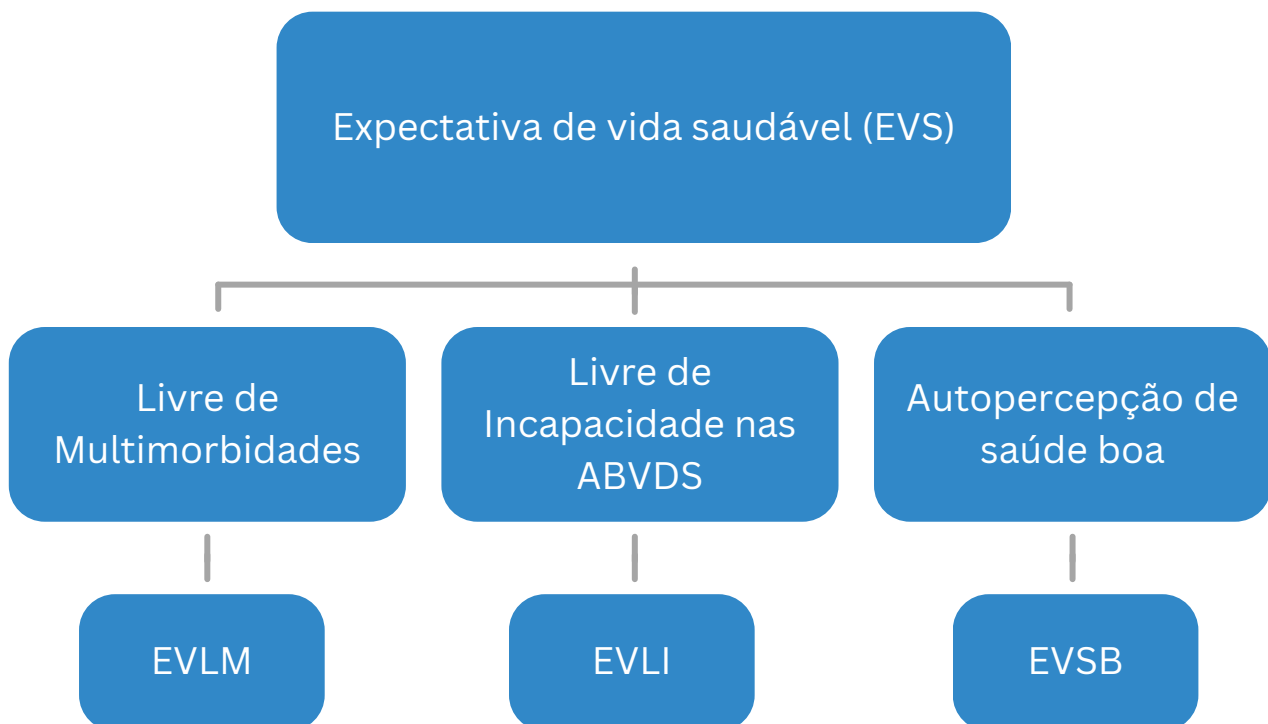 Expectativa de vida saudável (EVS)
Livre de
Multimorbidades
Livre de
Incapacidade nas
ABVDS
Autopercepção de
saúde boa
EVLM
EVLI
EVSB